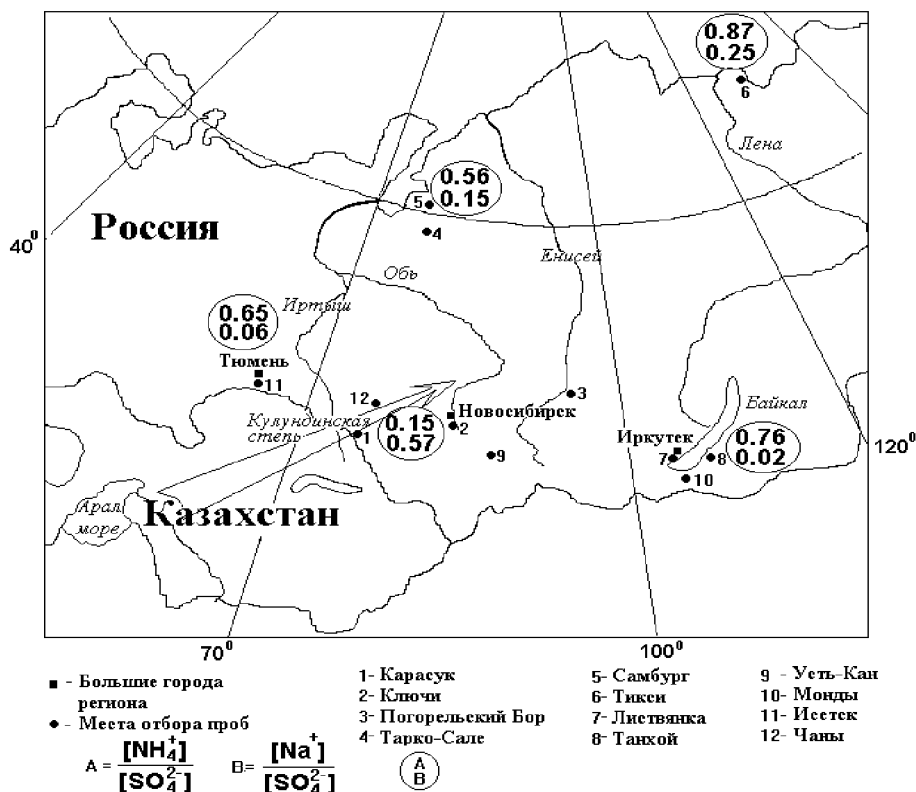 0.87
0.25
6
Лена
0.56
0.15
5
4
Россия
40⁰
Енисей
Обь
Иртыш
0.65
0.06
Тюмень
11
12
3
Новосибирск
2
Байкал
Кулундинская
степь
1
0.15
0.57
Иркутск
0.76
0.02
120⁰
9
7
8
10
Арал
море
Казахстан
70⁰
100⁰
■ - Большие города
региона
● - Места отбора проб
1- Карасук
2- Ключи
3- Погорельский Бор
4- Тарко-Сале
5- Самбург
6- Тикси
7- Листвянка
8- Танхой
9 - Усть-Кан
10- Монды
11- Исетск
12- Чаны
A = [NH₄⁺] / [SO₄²⁻] B = [Na⁺] / [SO₄²⁻]
A
B